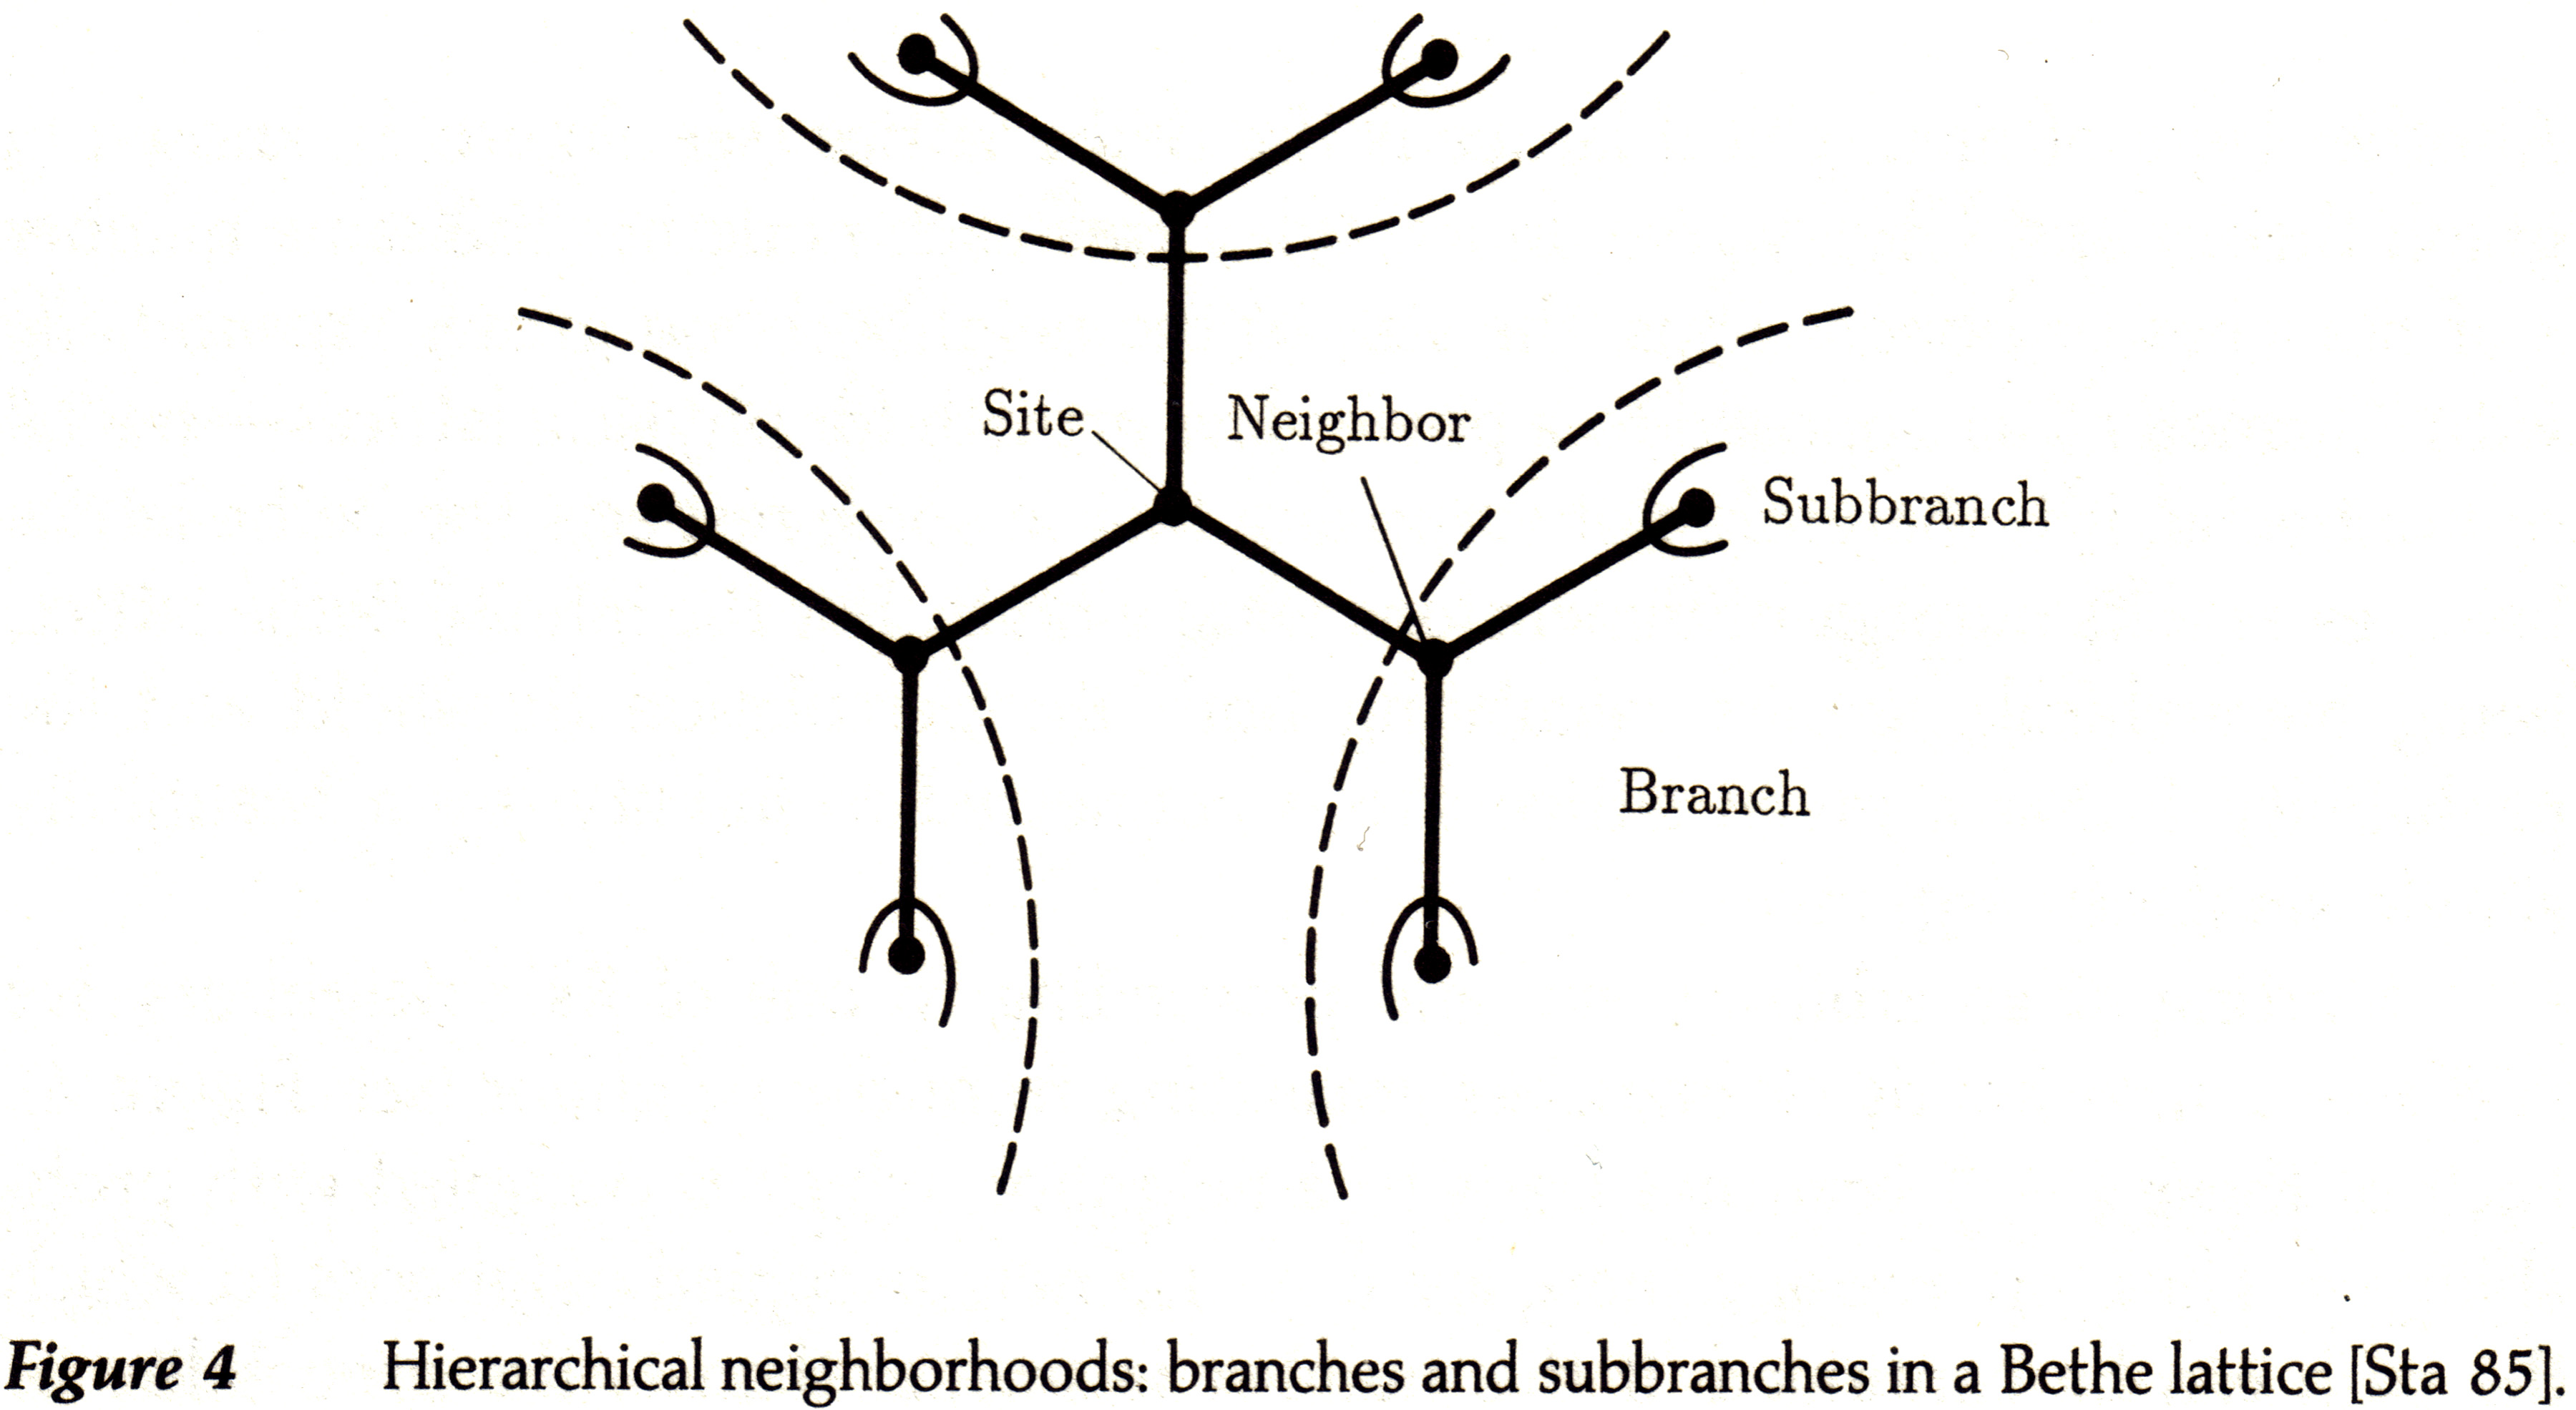 Site
Neighbor
Subbranch
Branch
Figure 4 Hierarchical neighborhoods: branches and subbranches in a Bethe lattice [Sta 85].